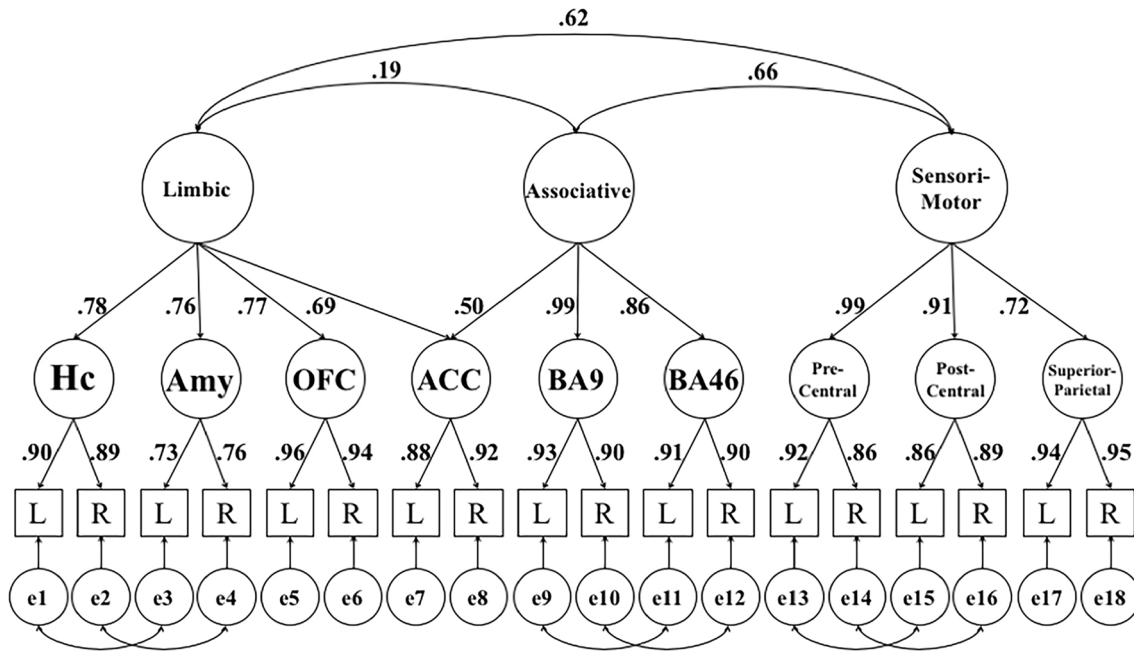 .62
.19 .66
Limbic Associative Sensori-
Motor
.78 .76 .77 .69 .50 .99 .86 .99 .91 .72
Hc Amy OFC ACC BA9 BA46 Pre-
Central Post-
Central Superior-
Parietal
.90 .89 .73 .76 .96 .94 .88 .92 .93 .90 .91 .90 .92 .86 .86 .89 .94 .95
L R L R L R L R L R L R L R L R L R
e1 e2 e3 e4 e5 e6 e7 e8 e9 e10 e11 e12 e13 e14 e15 e16 e17 e18